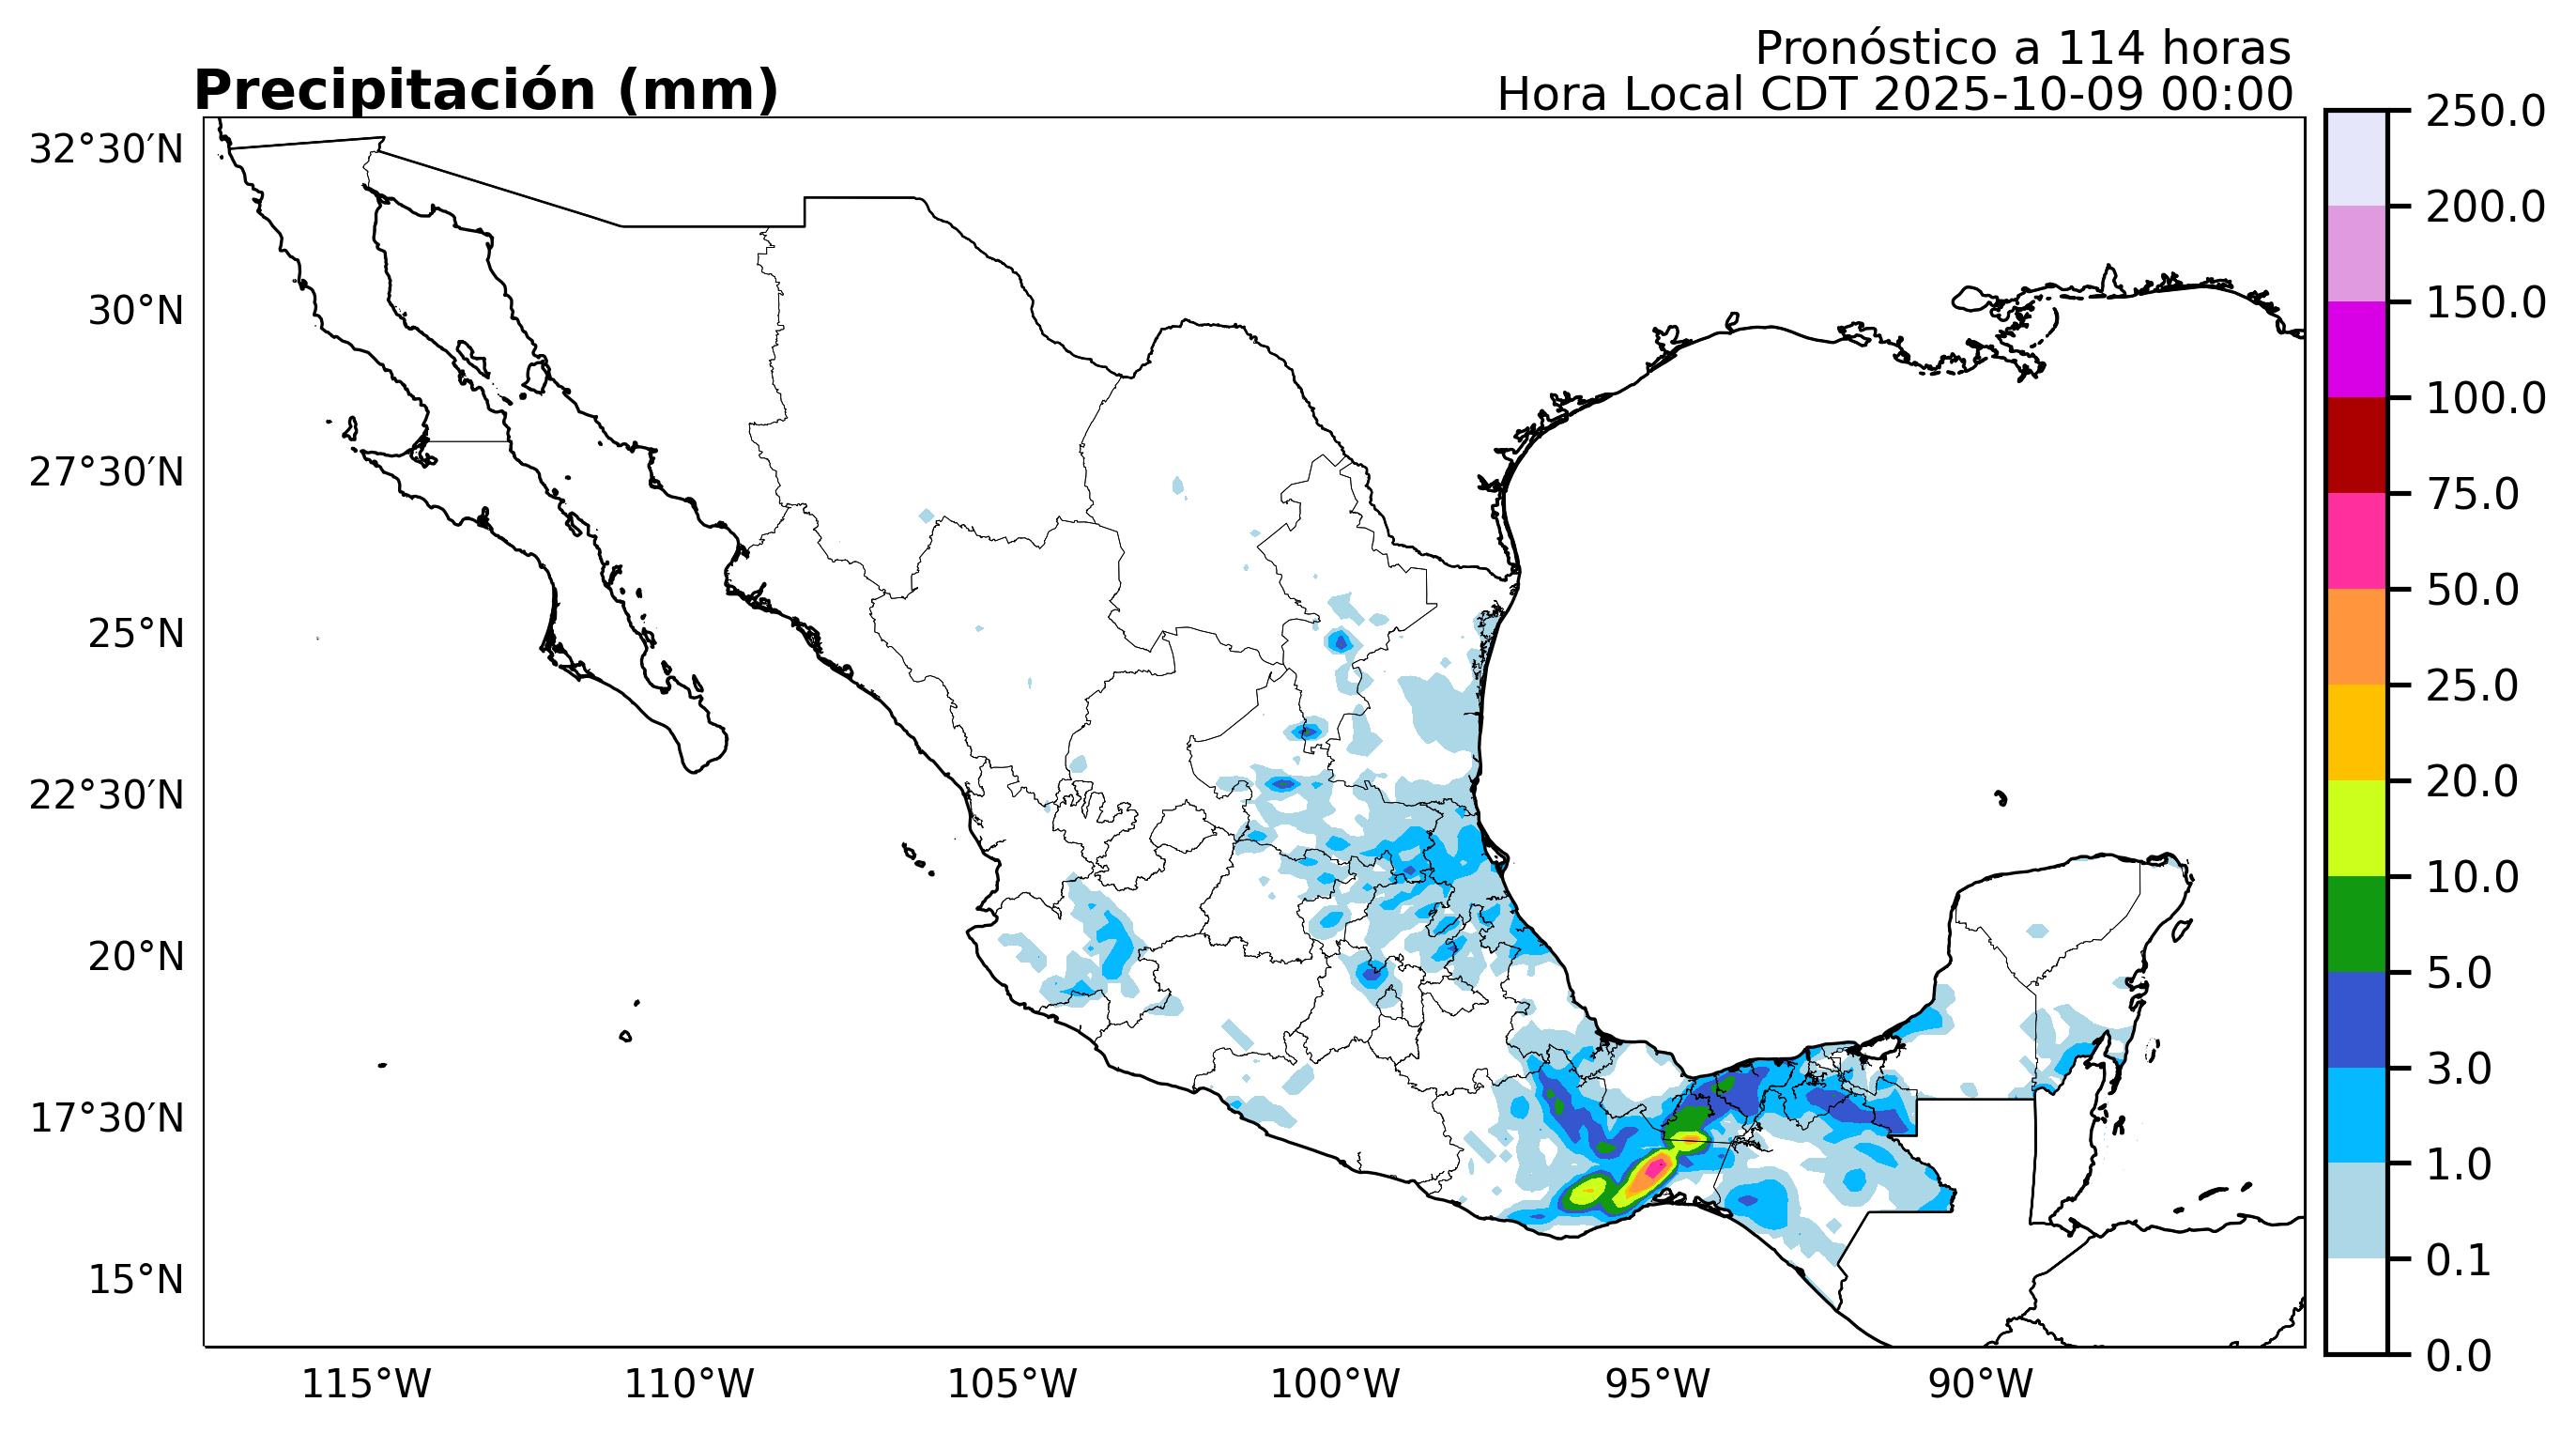 Pronóstico a 114 horas
Precipitación (mm)
Hora Local CDT 2025-10-09 00:00
32°30′N
30°N
27°30′N
25°N
22°30′N
20°N
17°30′N
15°N
115°W
110°W
105°W
100°W
95°W
90°W
250.0
200.0
150.0
100.0
75.0
50.0
25.0
20.0
10.0
5.0
3.0
1.0
0.1
0.0